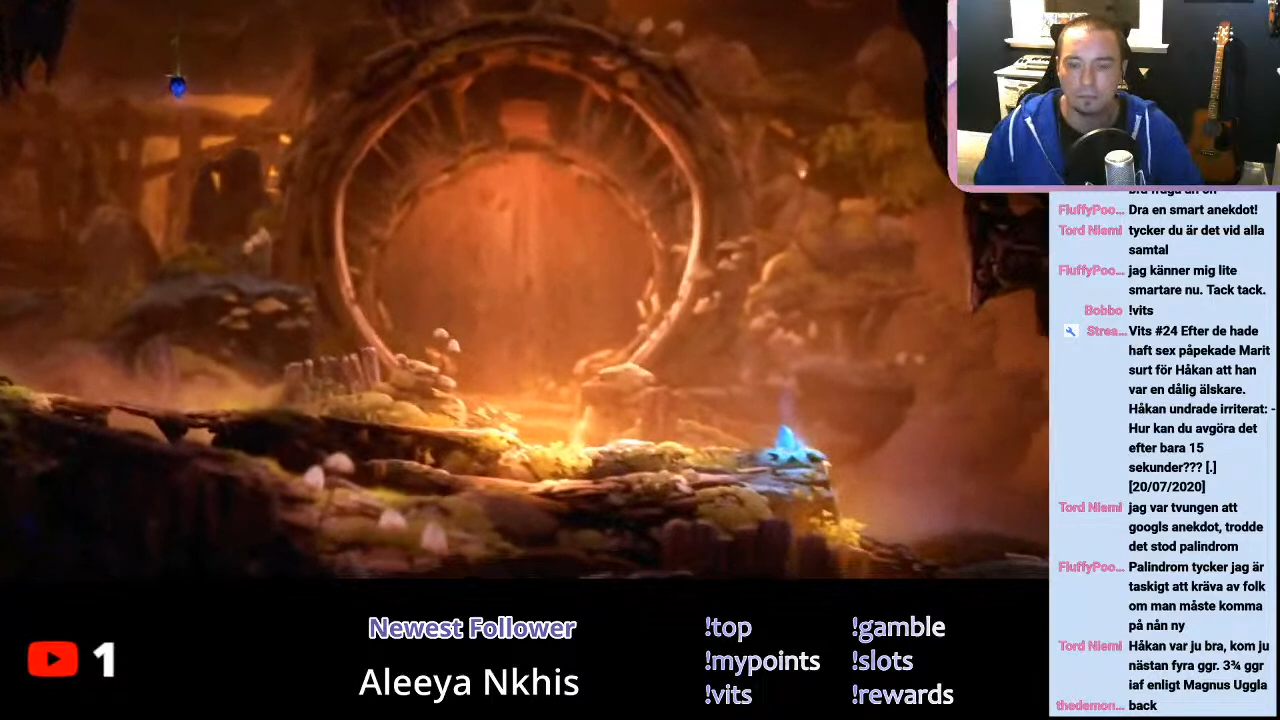 FluffyPoo... Dra en smart anekdot!
Tord Niemi tycker du är det vid alla
samtal
FluffyPoo... jag känner mig lite
smartare nu. Tack tack.
Bobbo !vits
Strea... Vits #24 Efter de hade
haft sex påpekade Marit
surt för Håkan att han
var en dålig älskare.
Håkan undrade irriterat: -
Hur kan du avgöra det
efter bara 15
sekunder??? [.]
[20/07/2020]
Tord Niemi jag var tvungen att
googls anekdot, trodde
det stod palindrom
FluffyPoo... Palindrom tycker jag är
taskigt att kräva av folk
om man måste komma
på nån ny
Tord Niemi Håkan var ju bra, kom ju
nästan fyra ggr. 3¾ ggr
iaf enligt Magnus Uggla
thedemon... back
1
Newest Follower
Aleeya Nkhis
!top !gamble
!mypoints !slots
!vits !rewards